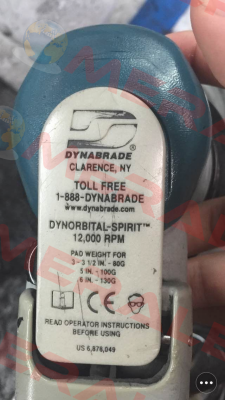 DYNABRADE®
CLARENCE, NY
TOLL FREE
1-888-DYNABRADE
www.dynabrade.com
DYNORBITAL-SPIRIT™
12,000 RPM
PAD WEIGHT FOR
3 - 3 1/2 IN. - 80G
5 IN. - 100G
6 IN. - 130G
CE
READ OPERATOR INSTRUCTIONS
BEFORE USING
US 6,878,049